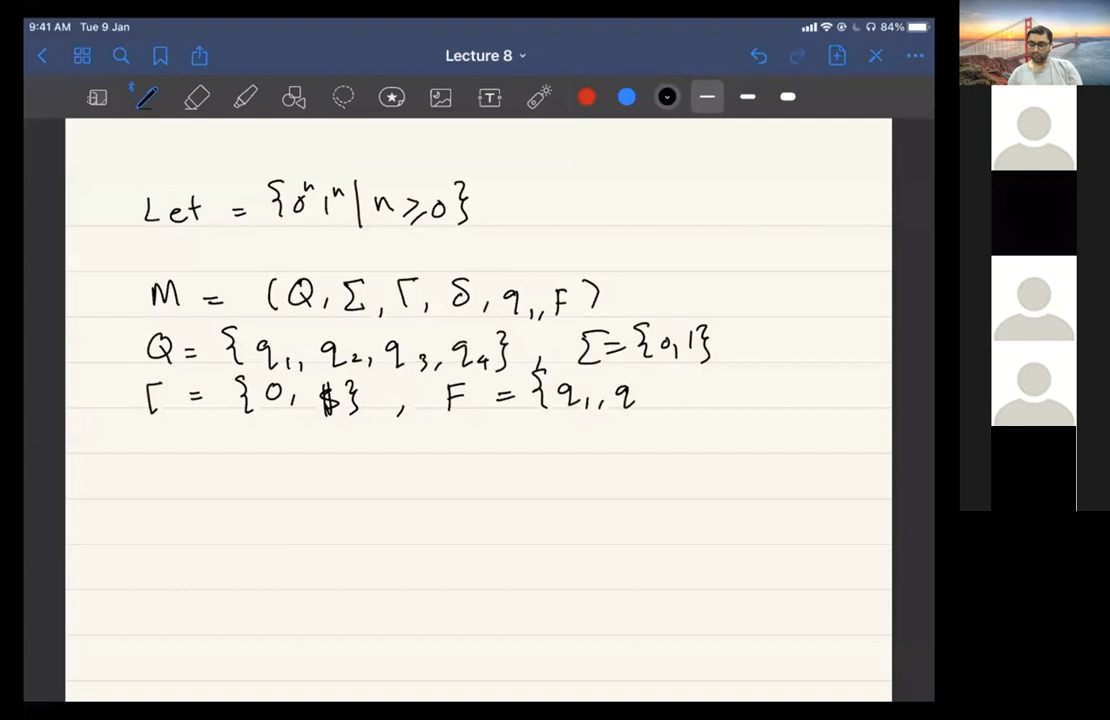 9:41 AM Tue 9 Jan
84%
Lecture 8
Let = {0ⁿ1ⁿ | n ≥ 0}
M = (Q, Σ, Γ, δ, q₁, F)
Q = {q₁, q₂, q₃, q₄}, Σ = {0, 1}
Γ = {0, $}, F = {q₁, q